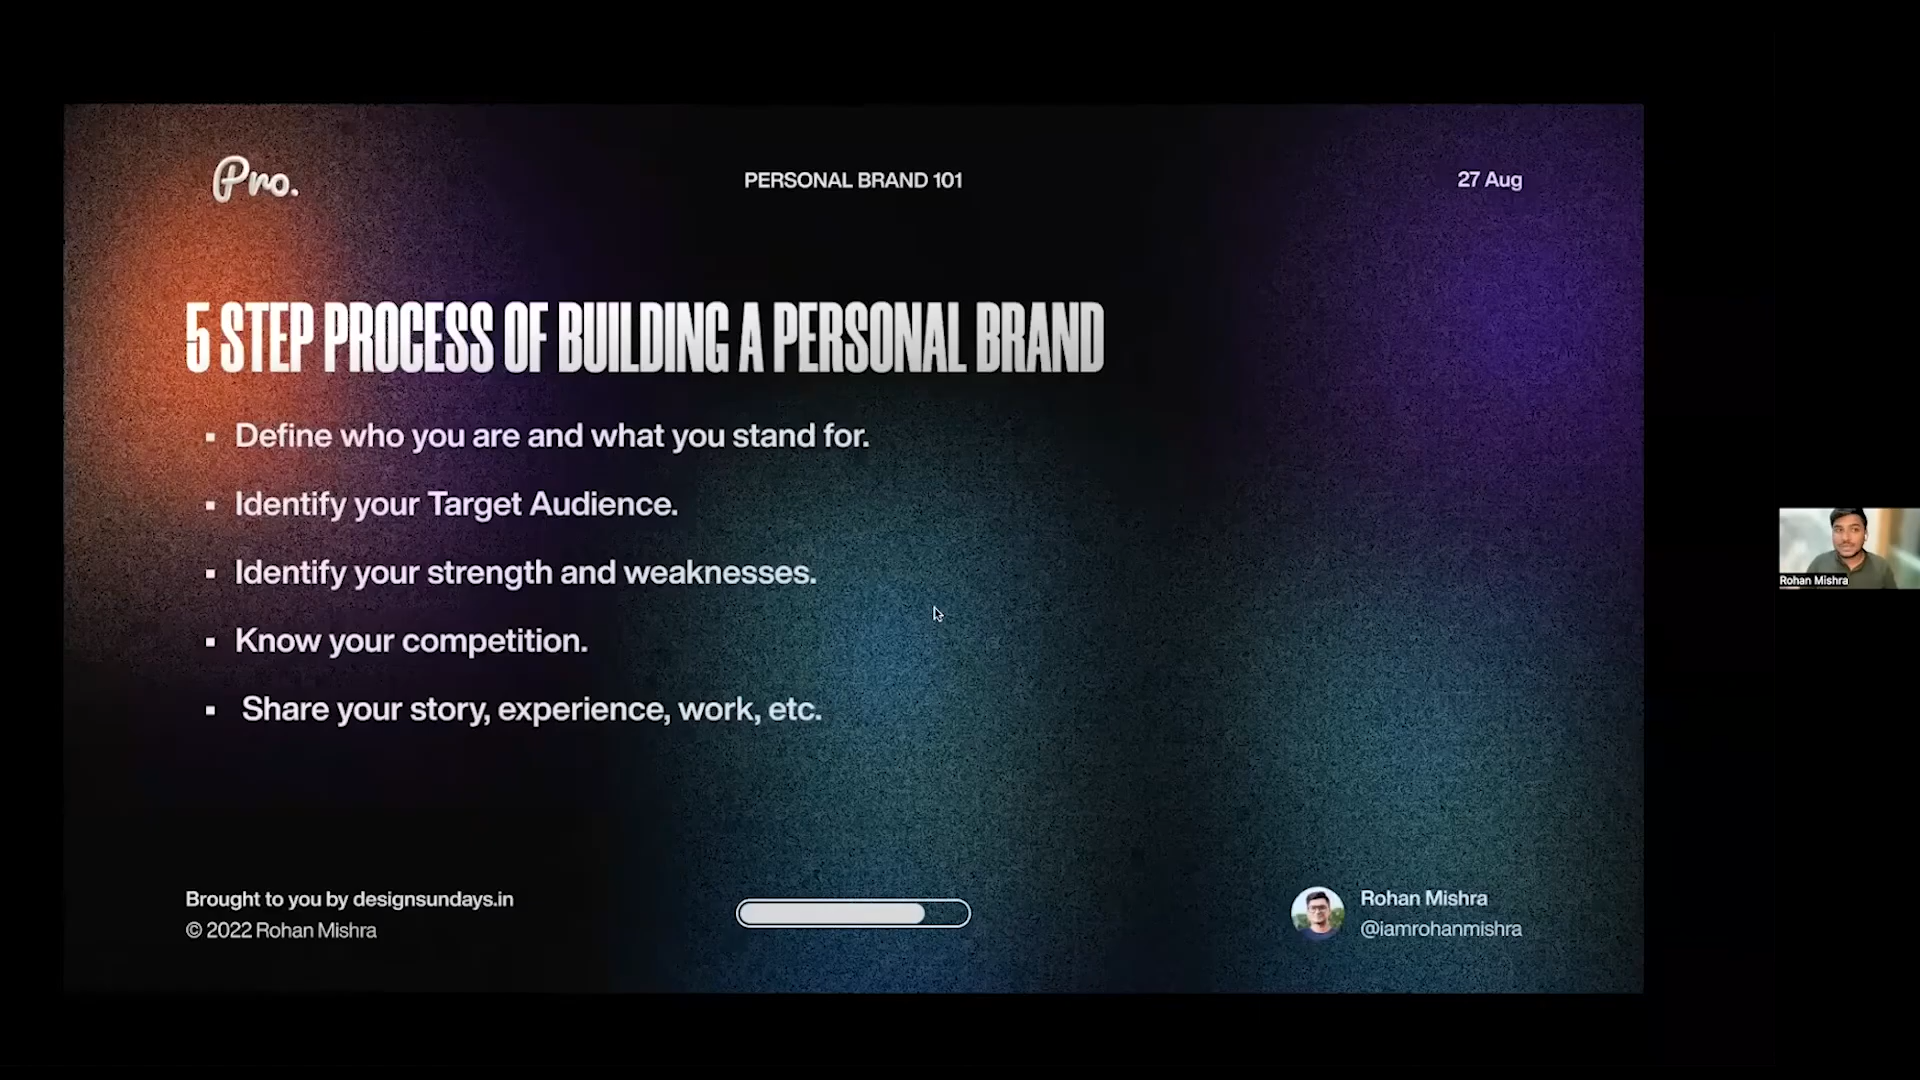 Pro.
PERSONAL BRAND 101
27 Aug
5 STEP PROCESS OF BUILDING A PERSONAL BRAND
▪ Define who you are and what you stand for.
▪ Identify your Target Audience.
▪ Identify your strength and weaknesses.
▪ Know your competition.
▪ Share your story, experience, work, etc.
Rohan Mishra
Brought to you by designsundays.in
© 2022 Rohan Mishra
Rohan Mishra
@iamrohanmishra